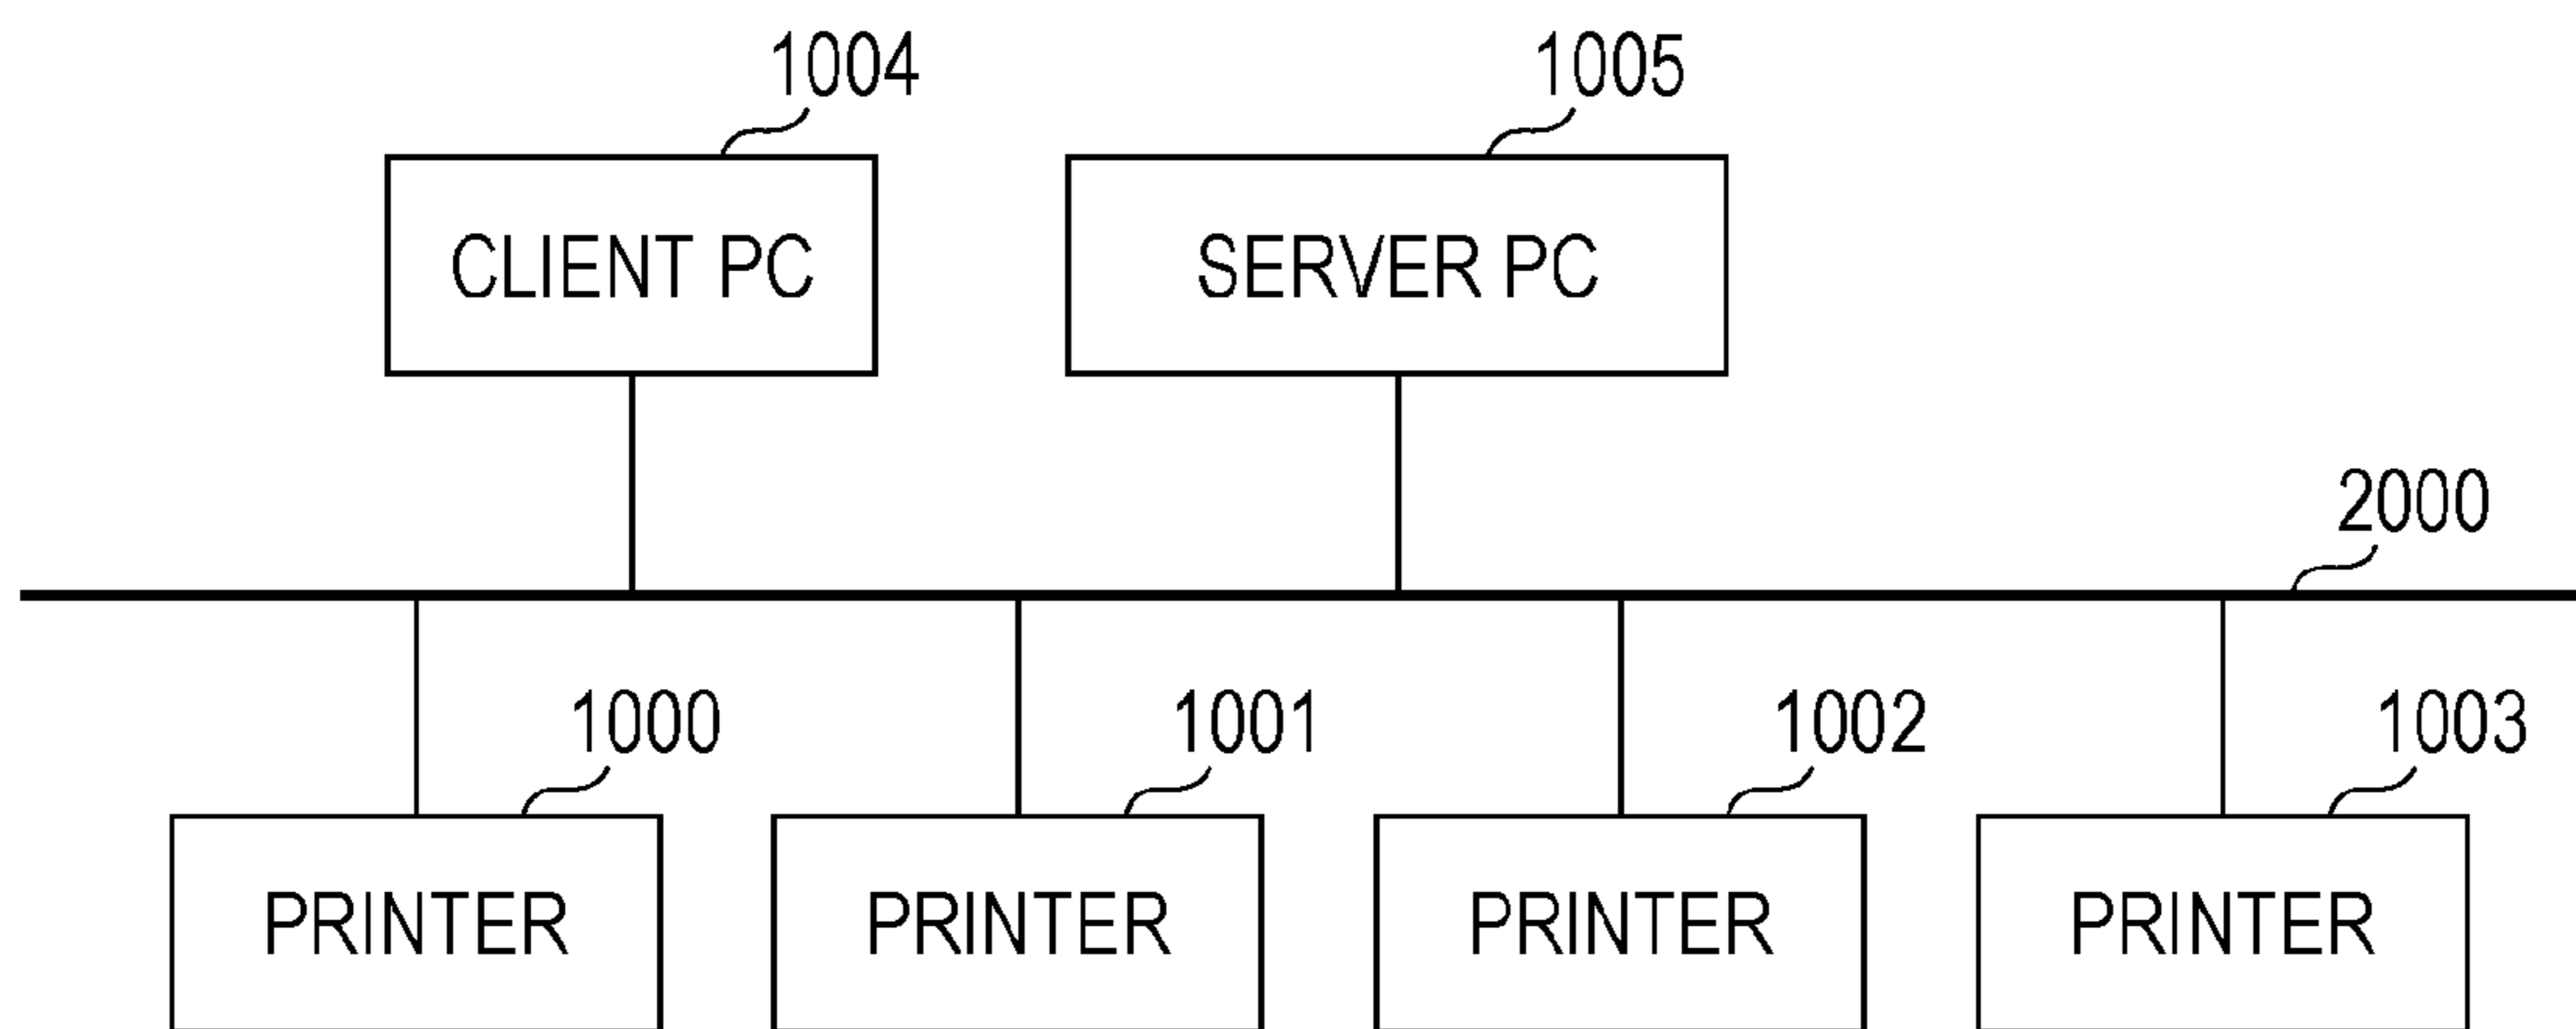 1004 1005
CLIENT PC SERVER PC
2000
1000 1001 1002 1003
PRINTER PRINTER PRINTER PRINTER